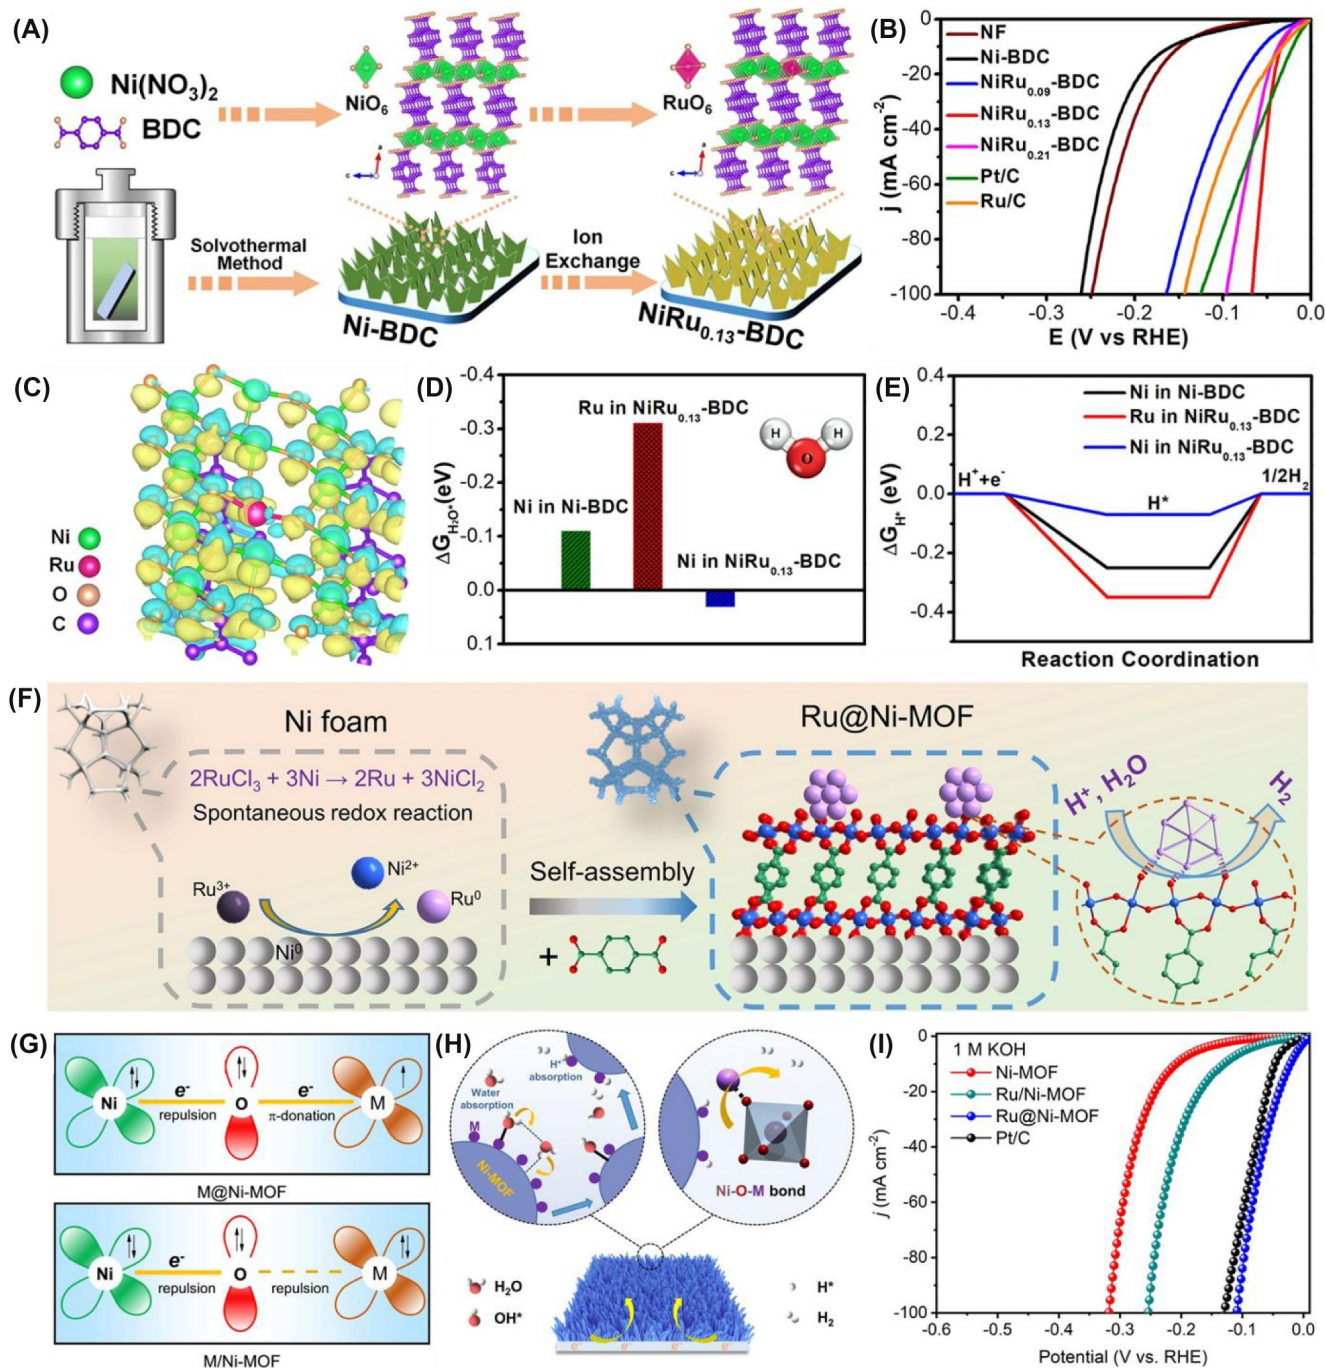 (A)
Ni(NO3)2
BDC
NiO6
RuO6
a
c
a
c
Solvothermal
Method
Ion
Exchange
Ni-BDC
NiRu0.13-BDC
(B)
NF
Ni-BDC
NiRu0.09-BDC
NiRu0.13-BDC
NiRu0.21-BDC
Pt/C
Ru/C
0
-20
-40
-60
-80
-100
j (mA cm-2)
-0.4
-0.3
-0.2
-0.1
0.0
E (V vs RHE)
(C)
Ni
Ru
O
C
(D)
-0.4
-0.3
-0.2
-0.1
0.0
0.1
ΔGH2O*(eV)
Ru in NiRu0.13-BDC
Ni in Ni-BDC
Ni in NiRu0.13-BDC
H
H
O
(E)
0.4
0.2
0.0
-0.2
-0.4
ΔGH*(eV)
Ni in Ni-BDC
Ru in NiRu0.13-BDC
Ni in NiRu0.13-BDC
H++e-
H*
1/2H2
Reaction Coordination
(F)
Ni foam
2RuCl3 + 3Ni → 2Ru + 3NiCl2
Spontaneous redox reaction
Ru3+
Ni2+
Ru0
Ni0
Self-assembly
+
Ru@Ni-MOF
H+, H2O
H2
(G)
Ni
e-
repulsion
O
e-
π-donation
M
M@Ni-MOF
Ni
e-
repulsion
O
repulsion
M
M/Ni-MOF
(H)
H*
absorption
Water
absorption
M
Ni-MOF
Ni-O-M bond
H2O
OH*
H*
H2
e- e- e- e-
(I)
1 M KOH
Ni-MOF
Ru/Ni-MOF
Ru@Ni-MOF
Pt/C
0
-20
-40
-60
-80
-100
j (mA cm-2)
-0.6
-0.5
-0.4
-0.3
-0.2
-0.1
0.0
Potential (V vs. RHE)